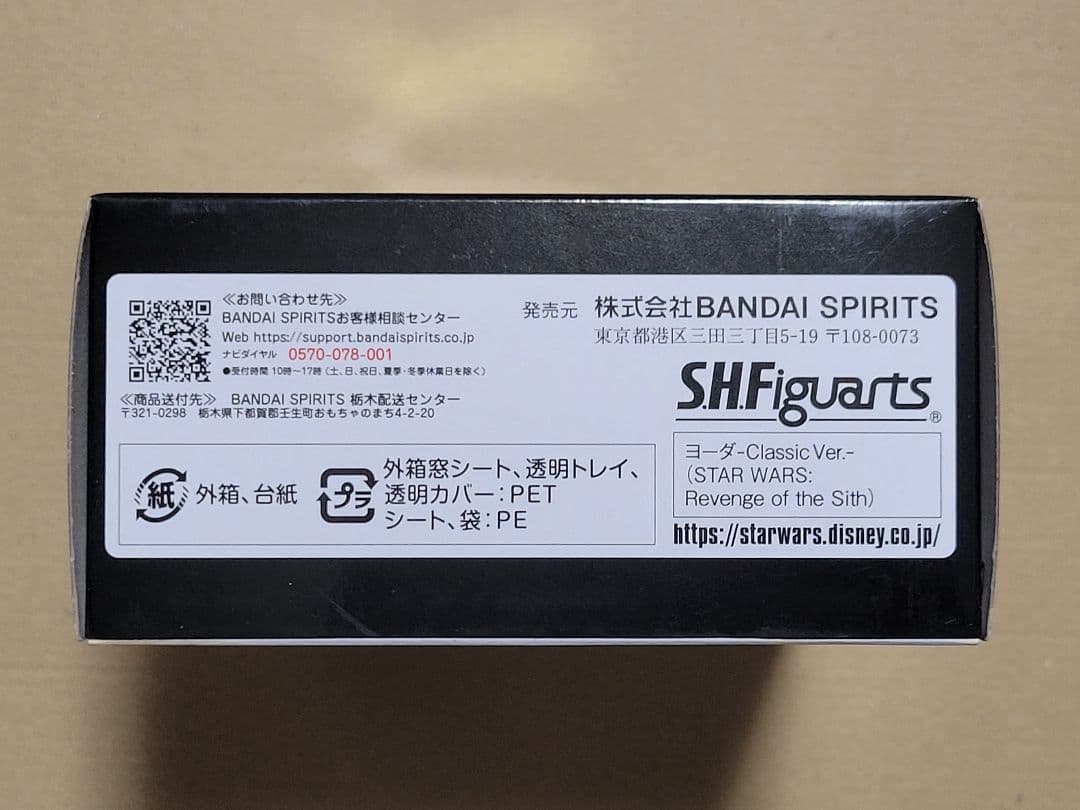 ≪お問い合わせ先≫
BANDAI SPIRITSお客様相談センター
Web https://support.bandaispirits.co.jp
ナビダイヤル 0570-078-001
●受付時間 10時〜17時(土、日、祝日、夏季・冬季休業日を除く)
≪商品送付先≫ BANDAI SPIRITS 栃木配送センター
〒321-0298 栃木県下都賀郡壬生町おもちゃのまち4-2-20
紙 外箱、台紙
プラ 外箱窓シート、透明トレイ、
透明カバー:PET
シート、袋:PE
発売元 株式会社BANDAI SPIRITS
東京都港区三田三丁目5-19 〒108-0073
S.H.Figuarts®
ヨーダ-Classic Ver.-
(STAR WARS:
Revenge of the Sith)
https://starwars.disney.co.jp/